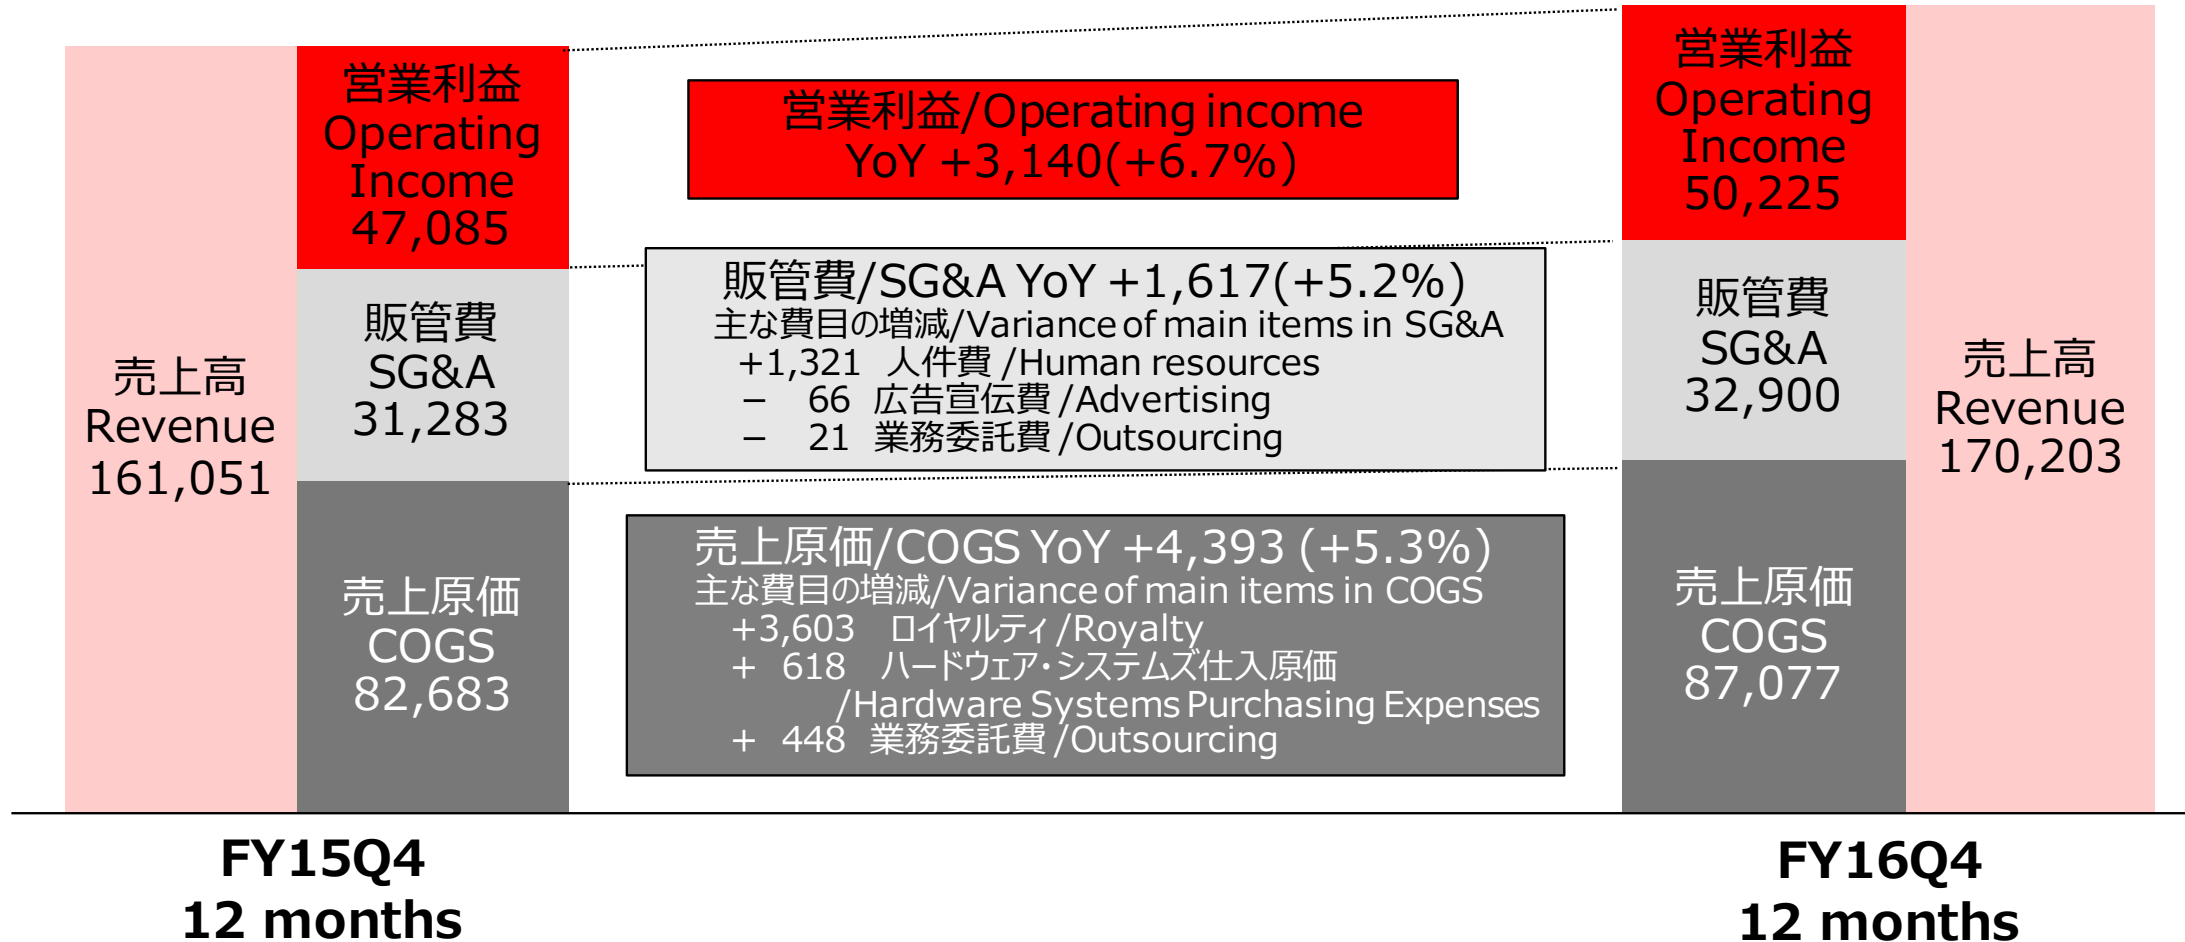 売上高
Revenue
161,051
営業利益
Operating
Income
47,085
販管費
SG&A
31,283
売上原価
COGS
82,683
営業利益/Operating income
YoY +3,140(+6.7%)
販管費/SG&A YoY +1,617(+5.2%)
主な費目の増減/Variance of main items in SG&A
+1,321 人件費 /Human resources
－ 66 広告宣伝費 /Advertising
－ 21 業務委託費 /Outsourcing
売上原価/COGS YoY +4,393 (+5.3%)
主な費目の増減/Variance of main items in COGS
+3,603 ロイヤルティ /Royalty
+ 618 ハードウェア・システムズ仕入原価
/Hardware Systems Purchasing Expenses
+ 448 業務委託費 /Outsourcing
営業利益
Operating
Income
50,225
販管費
SG&A
32,900
売上原価
COGS
87,077
売上高
Revenue
170,203
FY15Q4
12 months
FY16Q4
12 months